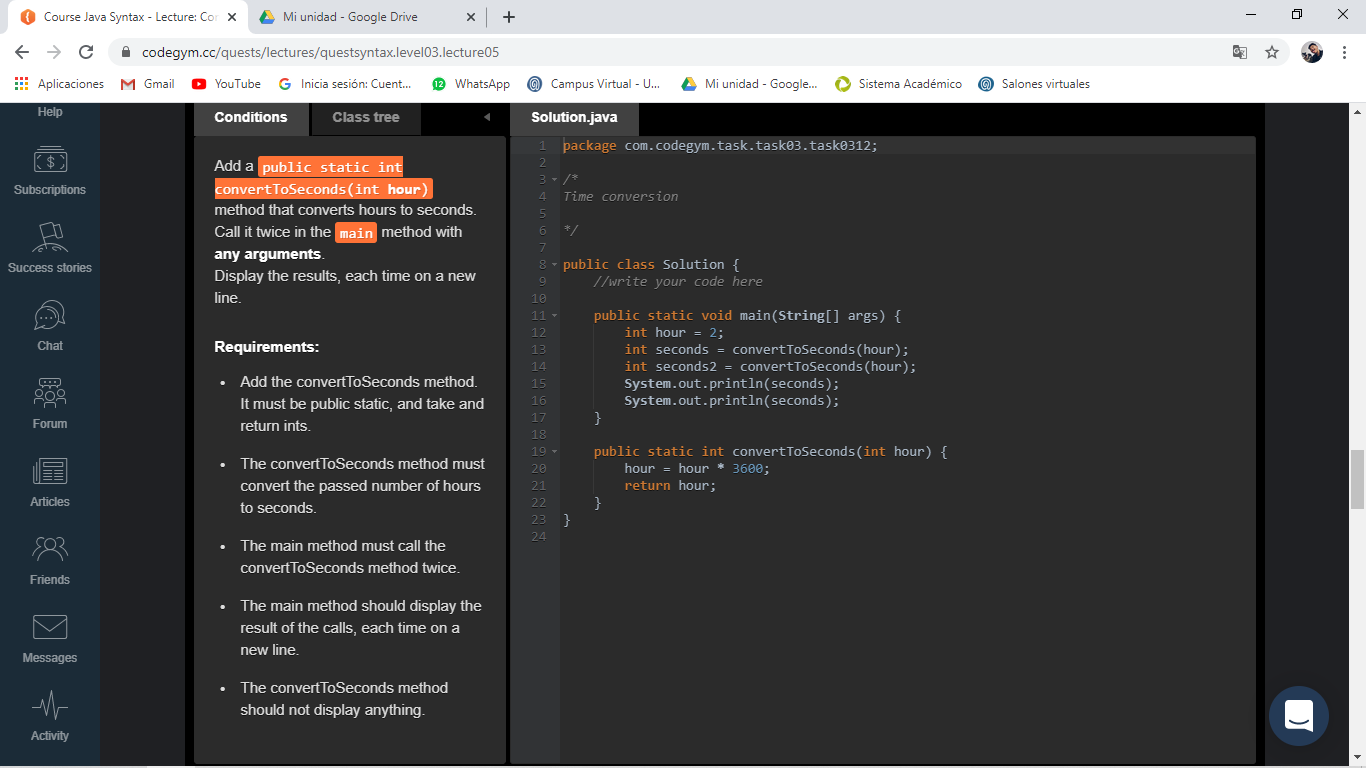 Course Java Syntax - Lecture: Cor
Mi unidad - Google Drive
codegym.cc/quests/lectures/questsyntax.level03.lecture05
Aplicaciones
Gmail
YouTube
Inicia sesión: Cuent...
12
WhatsApp
Campus Virtual - U...
Mi unidad - Google...
Sistema Académico
Salones virtuales
Help
Subscriptions
Success stories
Chat
Forum
Articles
Friends
Messages
Activity
Conditions
Class tree
Add a public static int
convertToSeconds(int hour)
method that converts hours to seconds.
Call it twice in the main method with
any arguments.
Display the results, each time on a new
line.
Requirements:
• Add the convertToSeconds method.
It must be public static, and take and
return ints.
• The convertToSeconds method must
convert the passed number of hours
to seconds.
• The main method must call the
convertToSeconds method twice.
• The main method should display the
result of the calls, each time on a
new line.
• The convertToSeconds method
should not display anything.
Solution.java
1 package com.codegym.task.task03.task0312;
2
3 /*
4 Time conversion
5
6 */
7
8 public class Solution {
9     //write your code here
10
11     public static void main(String[] args) {
12         int hour = 2;
13         int seconds = convertToSeconds(hour);
14         int seconds2 = convertToSeconds(hour);
15         System.out.println(seconds);
16         System.out.println(seconds);
17     }
18
19     public static int convertToSeconds(int hour) {
20         hour = hour * 3600;
21         return hour;
22     }
23 }
24